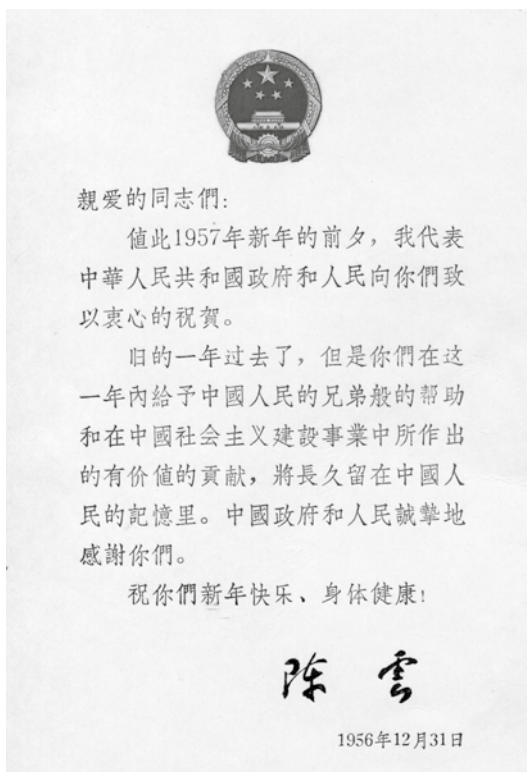 親爱的同志們:
値此1957年新年的前夕，我代表
中華人民共和國政府和人民向你們致
以衷心的祝賀。
旧的一年过去了，但是你們在这
一年內給予中國人民的兄弟般的帮助
和在中國社会主义建設事業中所作出
的有价値的貢献，將長久留在中國人
民的記憶里。中國政府和人民誠摯地
感謝你們。
祝你們新年快乐、身体健康!
陈雲
1956年12月31日